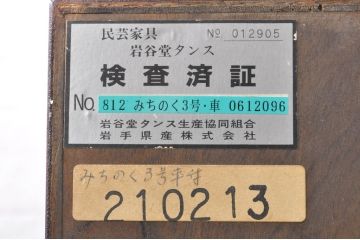 民芸家具 No. 012905
岩谷堂タンス
検査済証
No. 812 みちのく3号・車 0612096
岩谷堂タンス生産協同組合
岩手県産株式会社
みちのく3号車付
210213